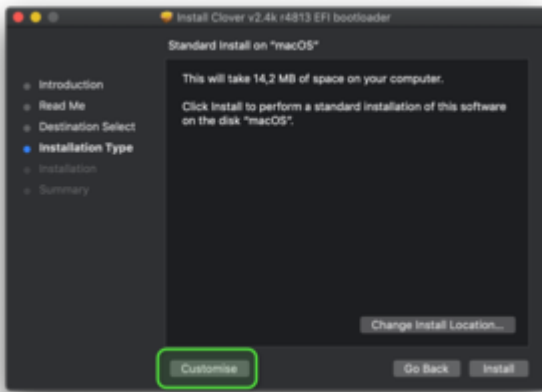 Install Clover v2.4k r4813 EFI bootloader
Standard Install on "macOS"
Introduction
Read Me
Destination Select
Installation Type
Installation
Summary
This will take 14,2 MB of space on your computer.
Click Install to perform a standard installation of this software
on the disk "macOS".
Change Install Location...
Customise
Go Back
Install